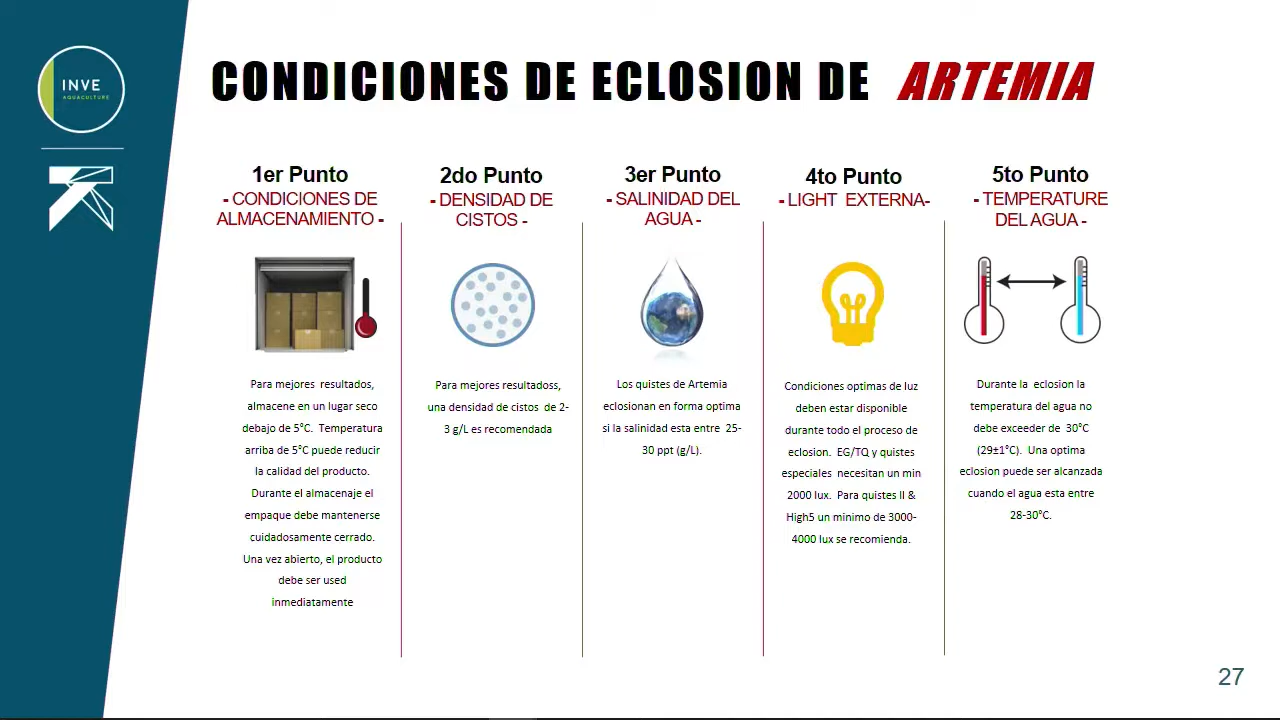 INVE
AQUACULTURE
CONDICIONES DE ECLOSION DE ARTEMIA
1er Punto
- CONDICIONES DE
ALMACENAMIENTO -
Para mejores resultados,
almacene en un lugar seco
debajo de 5°C. Temperatura
arriba de 5°C puede reducir
la calidad del producto.
Durante el almacenaje el
empaque debe mantenerse
cuidadosamente cerrado.
Una vez abierto, el producto
debe ser used
inmediatamente
2do Punto
- DENSIDAD DE
CISTOS -
Para mejores resultadoss,
una densidad de cistos de 2-
3 g/L es recomendada
3er Punto
- SALINIDAD DEL
AGUA -
Los quistes de Artemia
eclosionan en forma optima
si la salinidad esta entre 25-
30 ppt (g/L).
4to Punto
- LIGHT EXTERNA-
Condiciones optimas de luz
deben estar disponible
durante todo el proceso de
eclosion. EG/TQ y quistes
especiales necesitan un min
2000 lux. Para quistes II &
High5 un minimo de 3000-
4000 lux se recomienda.
5to Punto
- TEMPERATURE
DEL AGUA -
Durante la eclosion la
temperatura del agua no
debe exceeder de 30°C
(29±1°C). Una optima
eclosion puede ser alcanzada
cuando el agua esta entre
28-30°C.
27